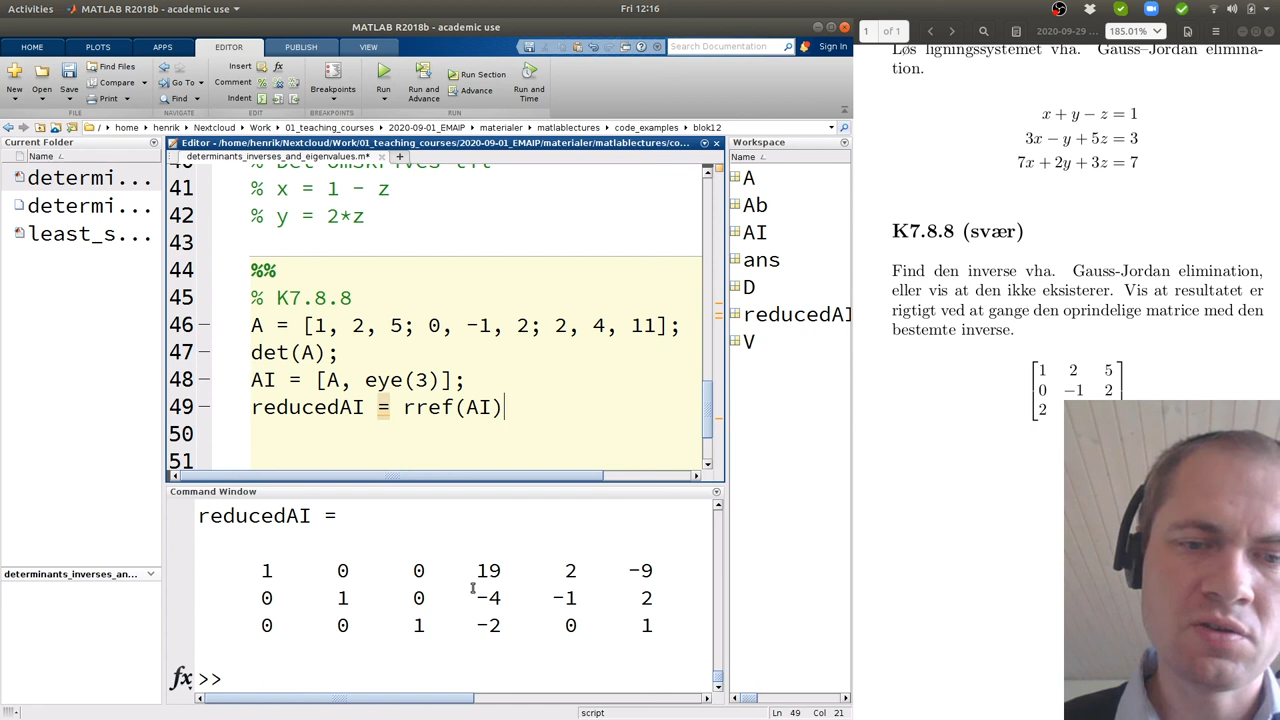 Activities
MATLAB R2018b - academic use
Fri 12:16
MATLAB R2018b - academic use
HOME
PLOTS
APPS
EDITOR
PUBLISH
VIEW
Search Documentation
Sign In
New
Open
Save
Find Files
Compare
Print
Go To
Find
Insert
Comment
Indent
Breakpoints
Run
Run and
Advance
Run Section
Advance
Run and
Time
FILE
NAVIGATE
EDIT
BREAKPOINTS
RUN
/ home henrik Nextcloud Work 01_teaching_courses 2020-09-01_EMAIP materialer matlablectures code_examples blok12
Current Folder
Name
determi...
determi...
least_s...
determinants_inverses_an...
Editor - /home/henrik/Nextcloud/Work/01_teaching_courses/2020-09-01_EMAIP/materialer/matlablectures/co...
determinants_inverses_and_eigenvalues.m*
41 % x = 1 - z
42 % y = 2*z
43
44 %%
45 % K7.8.8
46 A = [1, 2, 5; 0, -1, 2; 2, 4, 11];
47 det(A);
48 AI = [A, eye(3)];
49 reducedAI = rref(AI)
50
51
Command Window
reducedAI =
1 0 0 19 2 -9
0 1 0 -4 -1 2
0 0 1 -2 0 1
fx >>
script
Ln 49 Col 21
Workspace
Name
A
Ab
AI
ans
D
reducedAI
V
1 of 1
2020-09-29 ...
185.01%
Løs ligningssystemet vha. Gauss–Jordan elimina-
tion.
x + y − z = 1
3x − y + 5z = 3
7x + 2y + 3z = 7
K7.8.8 (svær)
Find den inverse vha. Gauss-Jordan elimination,
eller vis at den ikke eksisterer. Vis at resultatet er
rigtigt ved at gange den oprindelige matrice med den
bestemte inverse.
1 2 5
0 −1 2
2